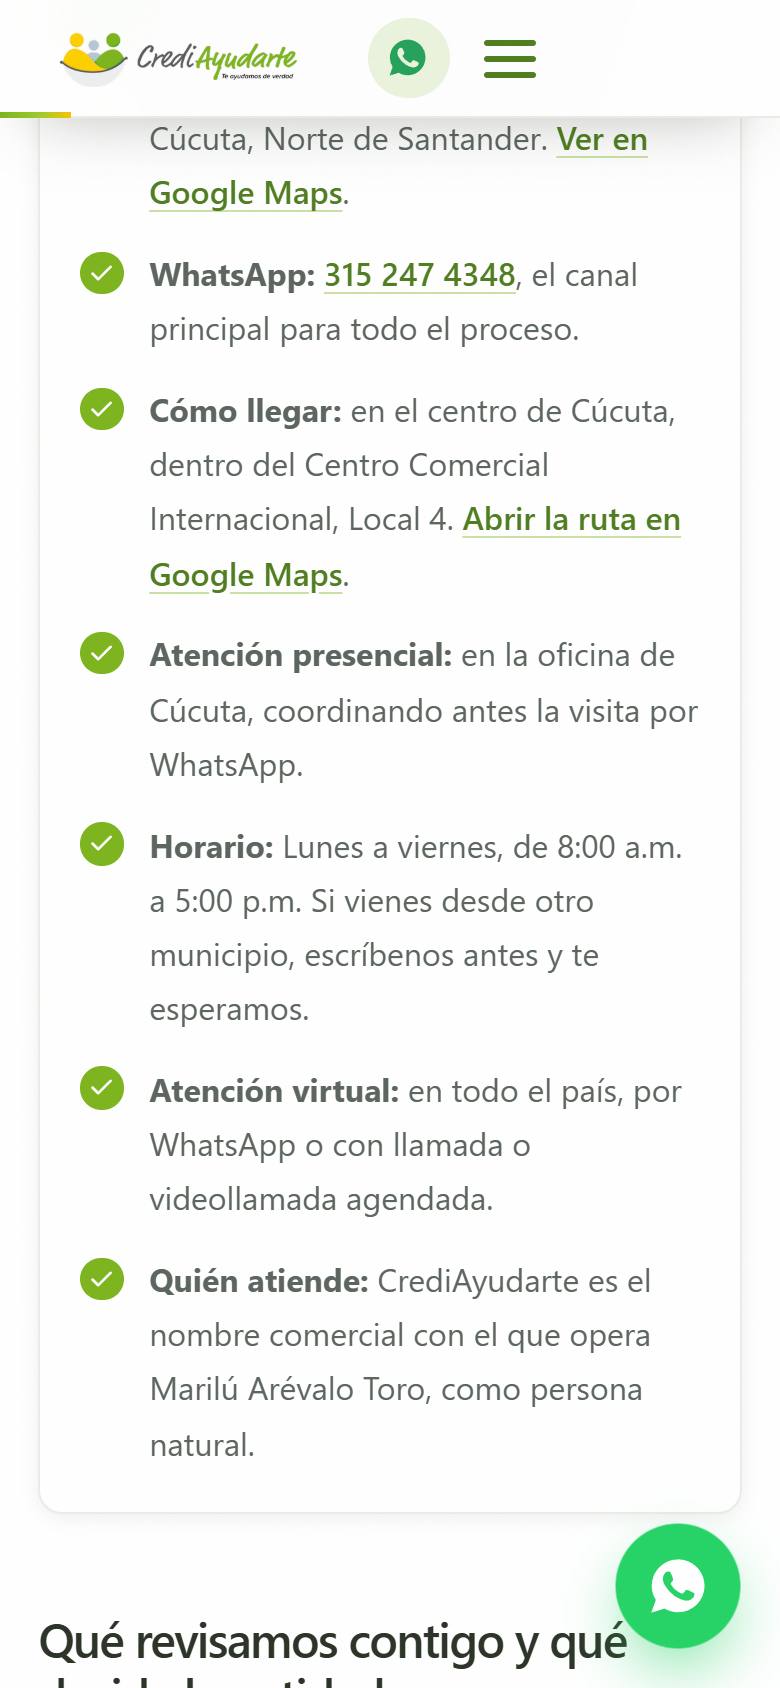 CrediAyudarte
Te ayudamos de verdad
Cúcuta, Norte de Santander. Ver en
Google Maps.
WhatsApp: 315 247 4348, el canal
principal para todo el proceso.
Cómo llegar: en el centro de Cúcuta,
dentro del Centro Comercial
Internacional, Local 4. Abrir la ruta en
Google Maps.
Atención presencial: en la oficina de
Cúcuta, coordinando antes la visita por
WhatsApp.
Horario: Lunes a viernes, de 8:00 a.m.
a 5:00 p.m. Si vienes desde otro
municipio, escríbenos antes y te
esperamos.
Atención virtual: en todo el país, por
WhatsApp o con llamada o
videollamada agendada.
Quién atiende: CrediAyudarte es el
nombre comercial con el que opera
Marilú Arévalo Toro, como persona
natural.
Qué revisamos contigo y qué